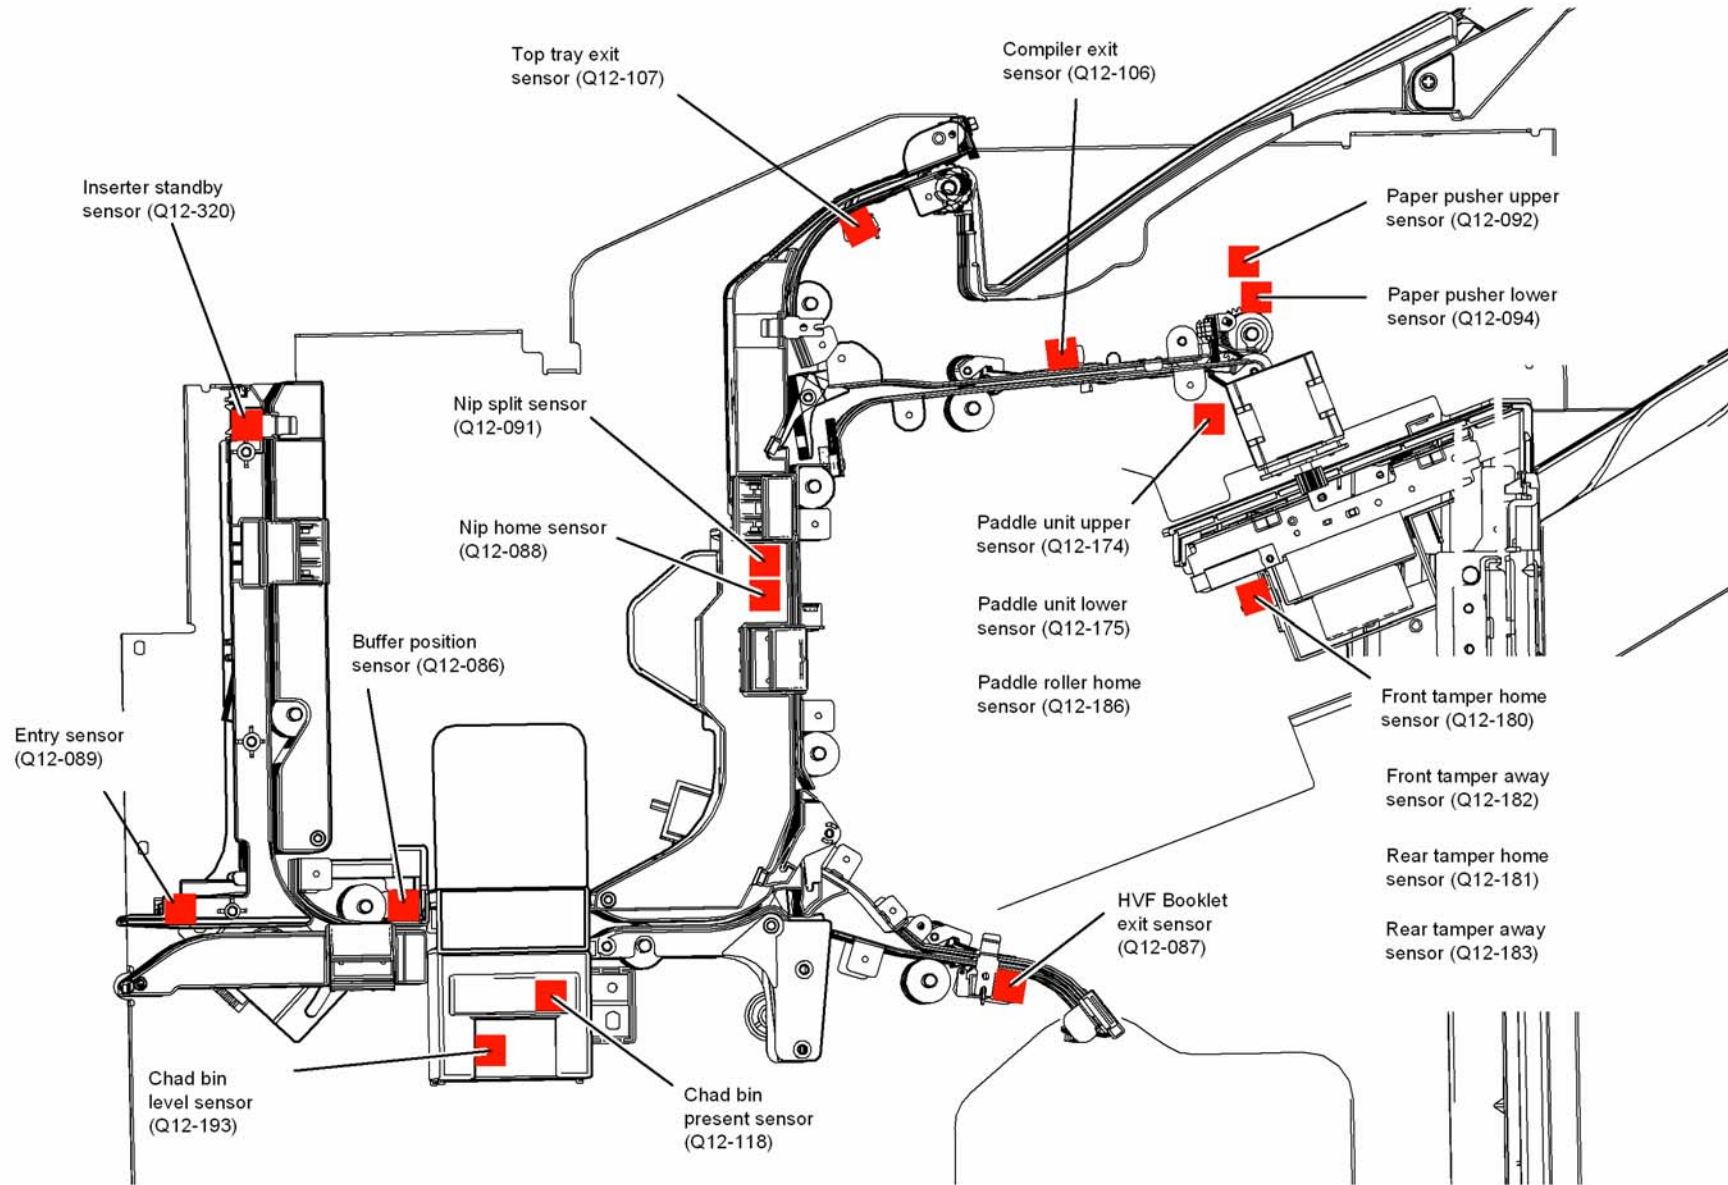 Top tray exit
sensor (Q12-107)
Compiler exit
sensor (Q12-106)
Inserter standby
sensor (Q12-320)
Paper pusher upper
sensor (Q12-092)
Paper pusher lower
sensor (Q12-094)
Nip split sensor
(Q12-091)
Nip home sensor
(Q12-088)
Paddle unit upper
sensor (Q12-174)
Paddle unit lower
sensor (Q12-175)
Paddle roller home
sensor (Q12-186)
Buffer position
sensor (Q12-086)
Front tamper home
sensor (Q12-180)
Entry sensor
(Q12-089)
Front tamper away
sensor (Q12-182)
Rear tamper home
sensor (Q12-181)
Rear tamper away
sensor (Q12-183)
HVF Booklet
exit sensor
(Q12-087)
Chad bin
level sensor
(Q12-193)
Chad bin
present sensor
(Q12-118)